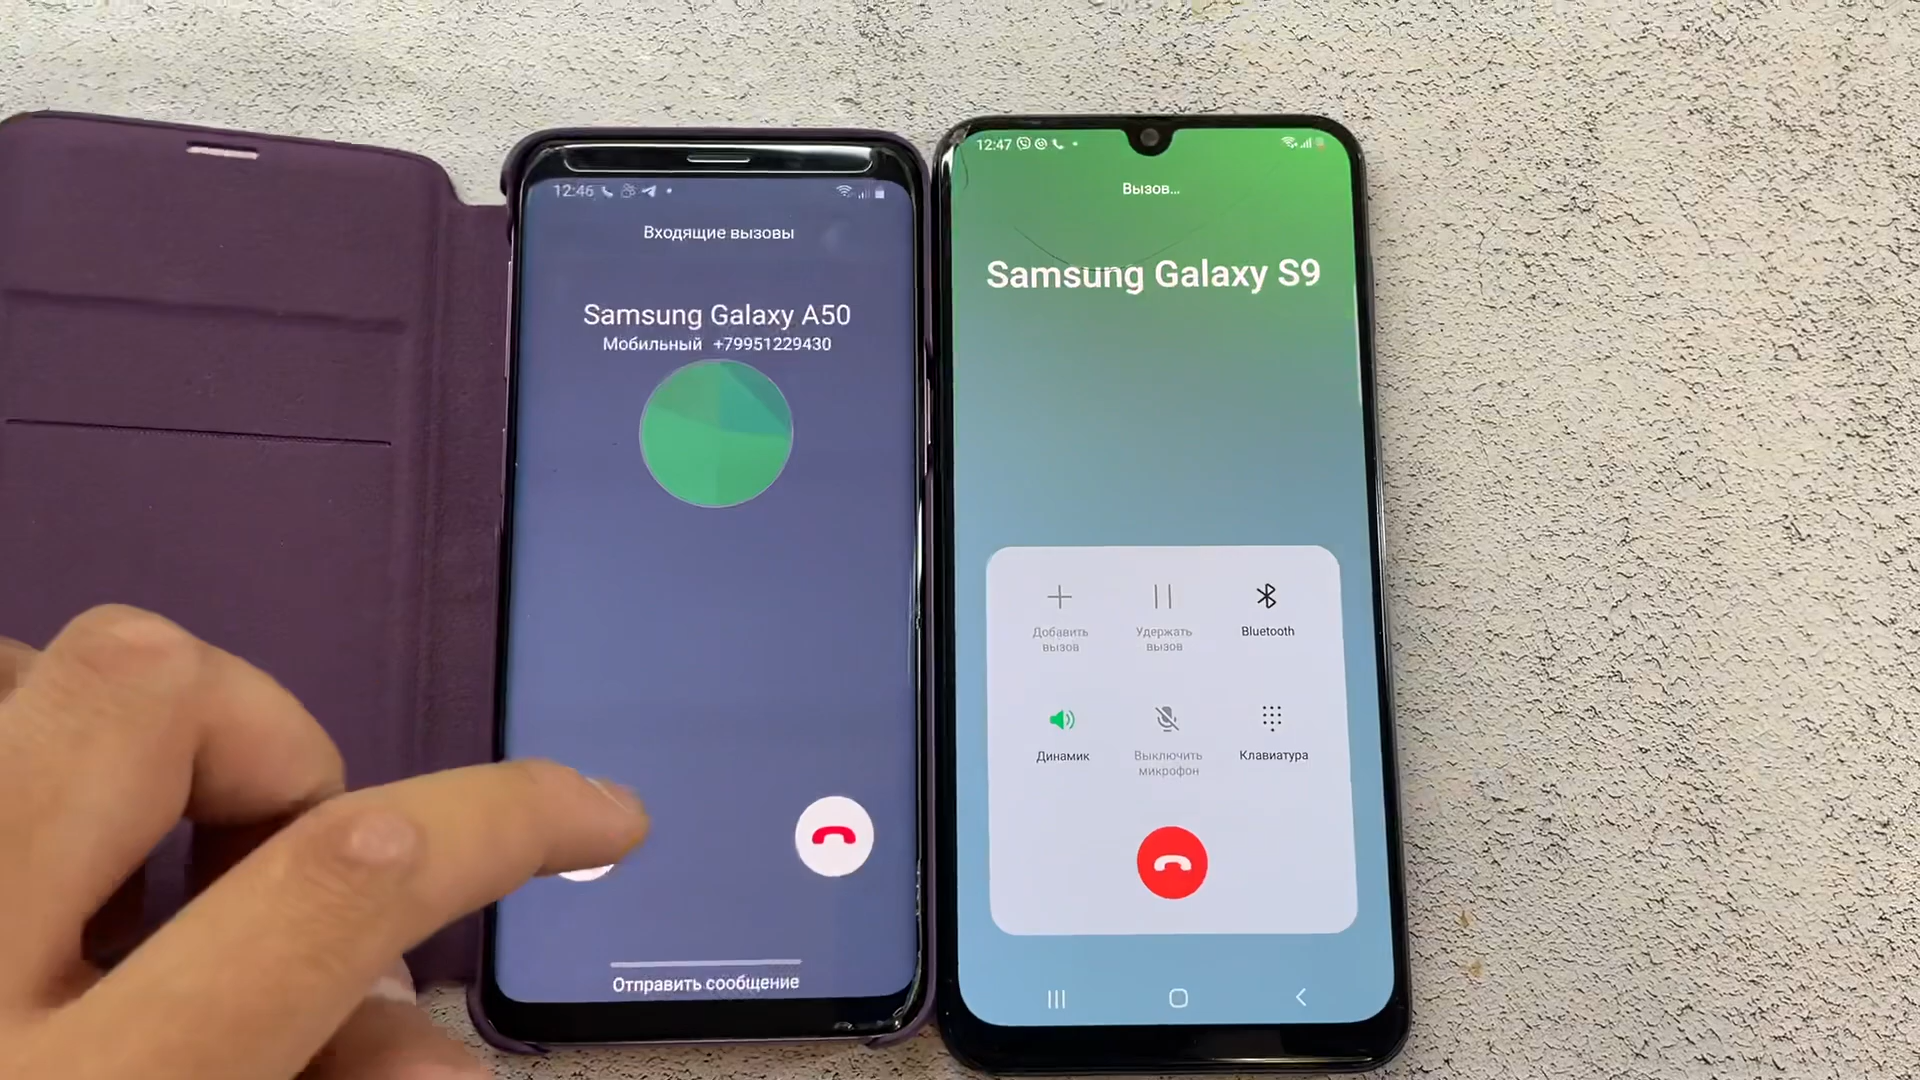 12:46
Входящие вызовы
Samsung Galaxy A50
Мобильный +79951229430
Отправить сообщение
12:47
Вызов...
Samsung Galaxy S9
Добавить
вызов
Удержать
вызов
Bluetooth
Динамик
Выключить
микрофон
Клавиатура